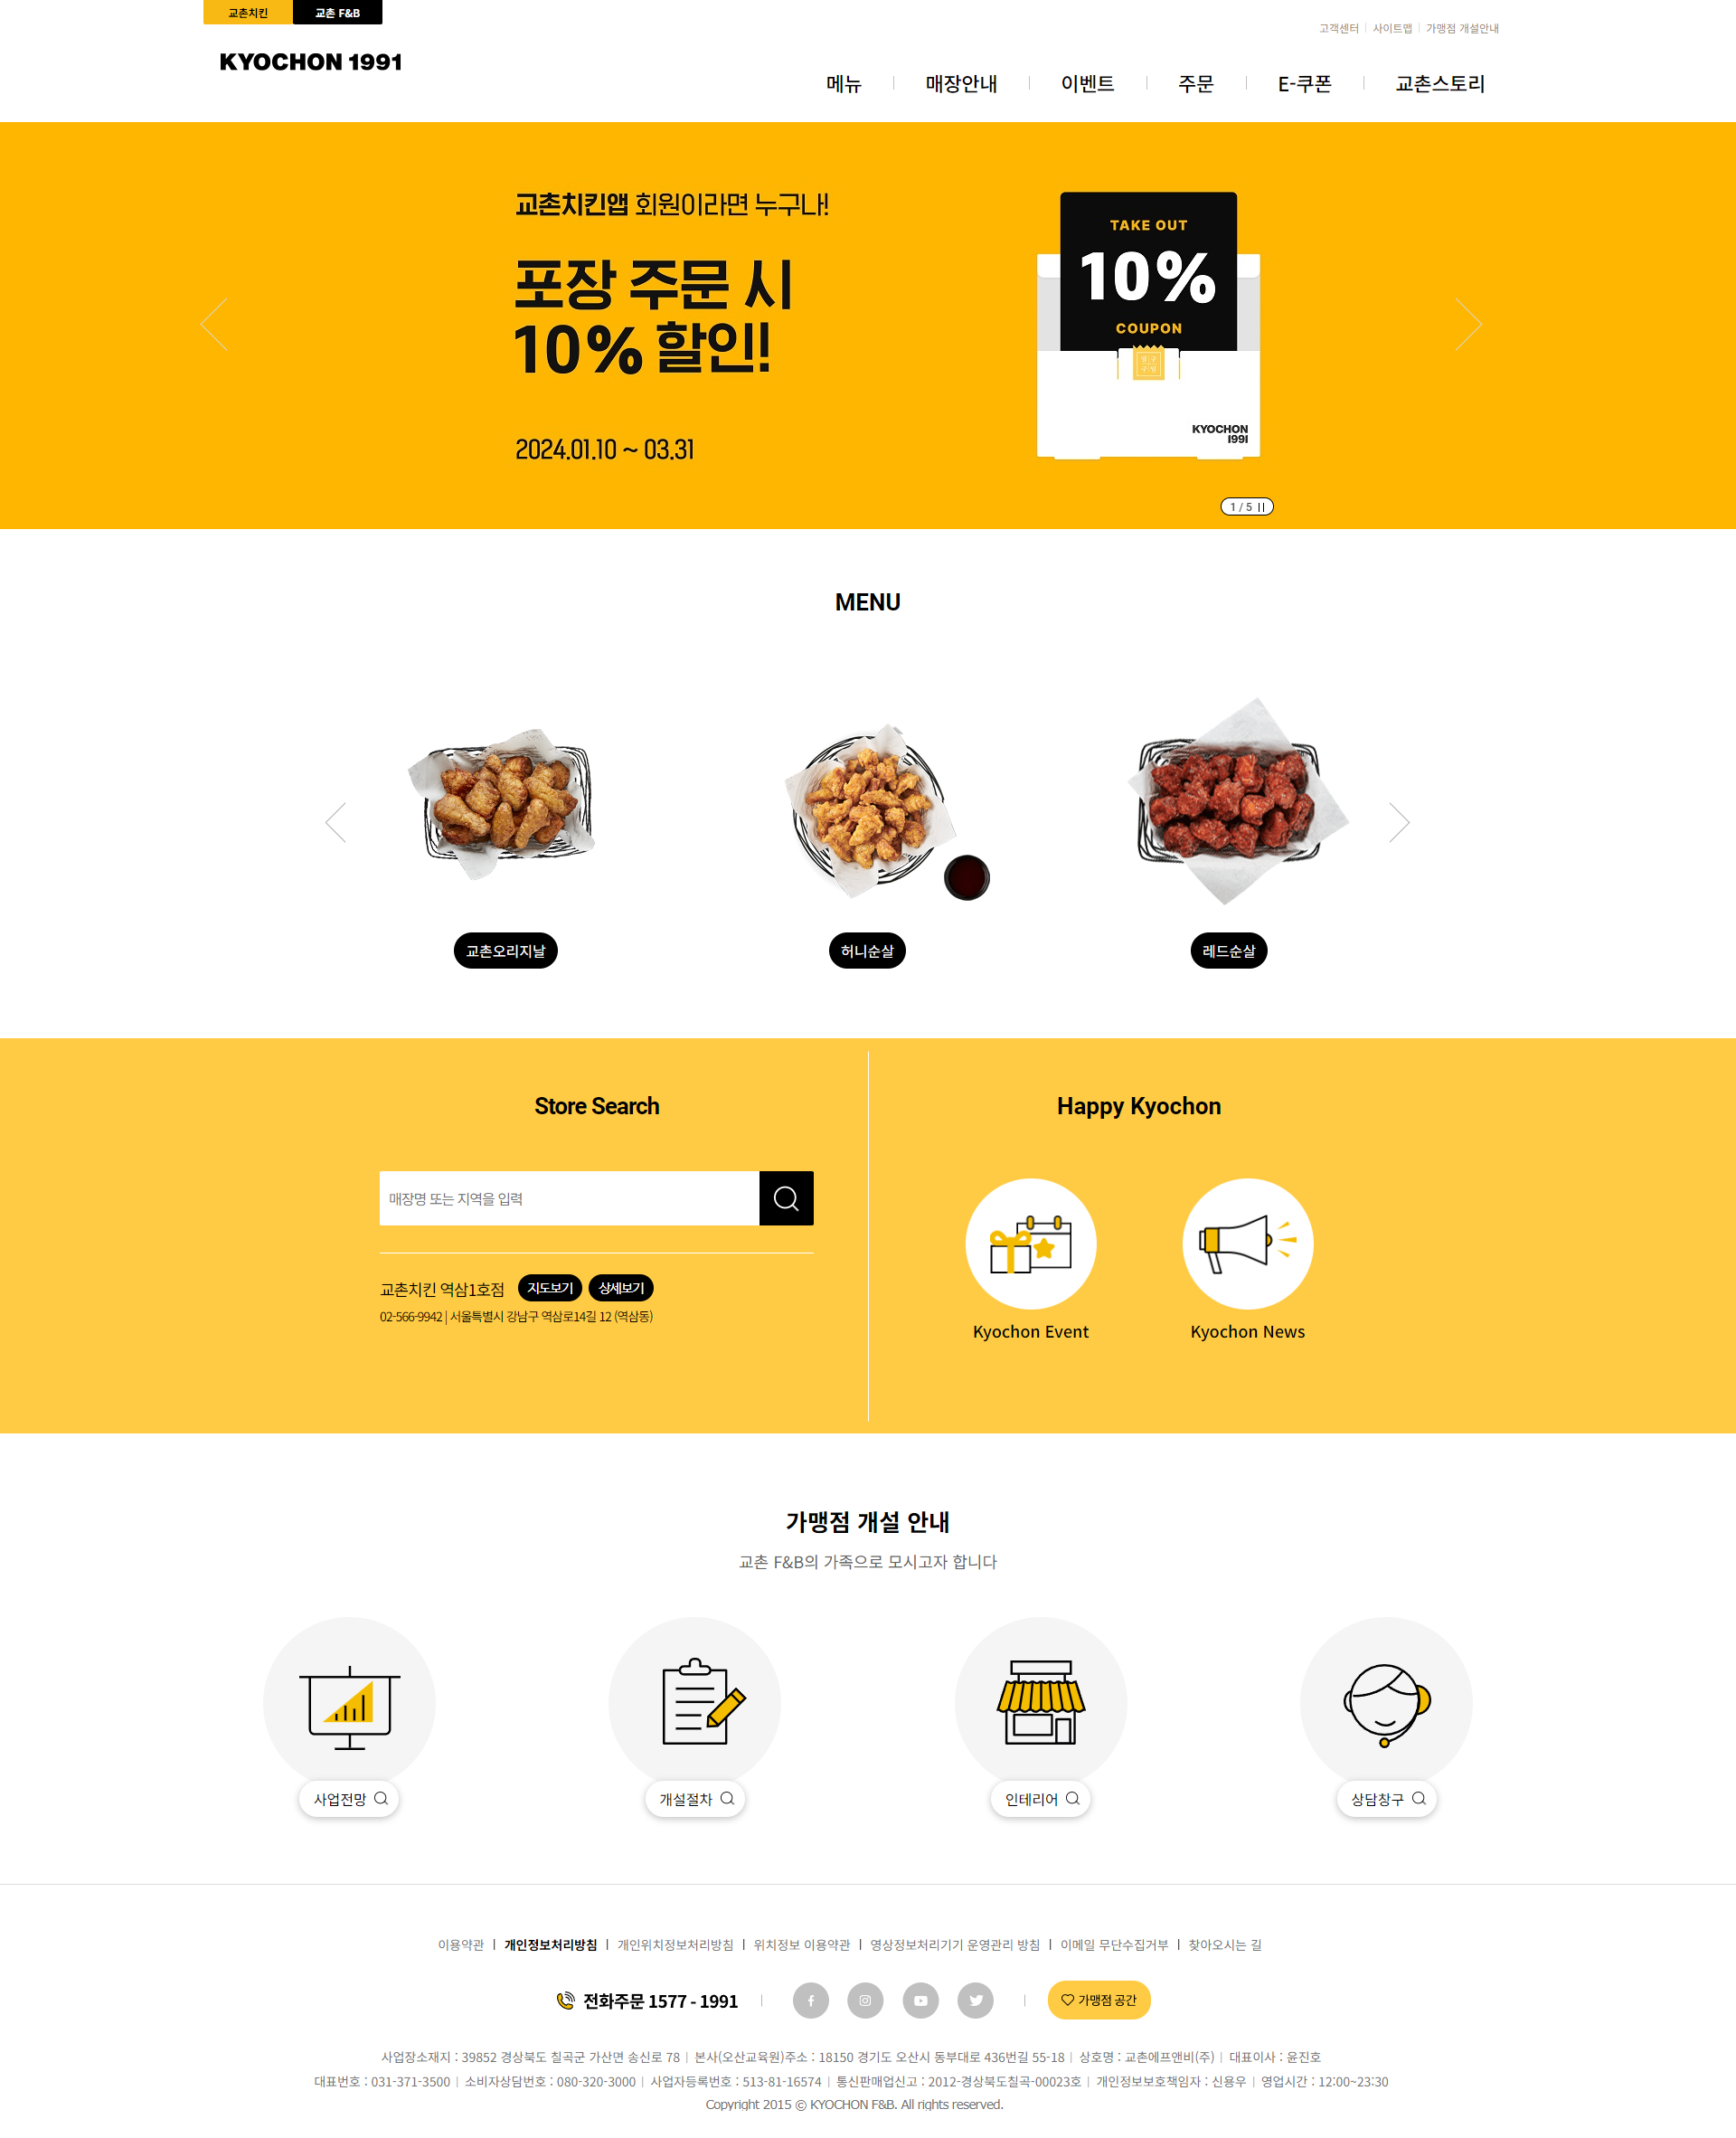 교촌치킨 교촌 F&B
고객센터 사이트맵 가맹점 개설안내
KYOCHON 1991
메뉴 매장안내 이벤트 주문 E-쿠폰 교촌스토리
교촌치킨앱 회원이라면 누구나!
포장 주문 시
10% 할인!
2024.01.10 ~ 03.31
TAKE OUT
10%
COUPON
KYOCHON
1991
1 / 5
MENU
교촌오리지날 허니순살 레드순살
Store Search
매장명 또는 지역을 입력
교촌치킨 역삼1호점 지도보기 상세보기
02-566-9942 | 서울특별시 강남구 역삼로14길 12 (역삼동)
Happy Kyochon
Kyochon Event Kyochon News
가맹점 개설 안내
교촌 F&B의 가족으로 모시고자 합니다
사업전망 개설절차 인테리어 상담창구
이용약관 | 개인정보처리방침 | 개인위치정보처리방침 | 위치정보 이용약관 | 영상정보처리기기 운영관리 방침 | 이메일 무단수집거부 | 찾아오시는 길
전화주문 1577 - 1991 | 가맹점 공간
사업장소재지 : 39852 경상북도 칠곡군 가산면 송신로 78 | 본사(오산교육원)주소 : 18150 경기도 오산시 동부대로 436번길 55-18 | 상호명 : 교촌에프앤비(주) | 대표이사 : 윤진호
대표번호 : 031-371-3500 | 소비자상담번호 : 080-320-3000 | 사업자등록번호 : 513-81-16574 | 통신판매업신고 : 2012-경상북도칠곡-00023호 | 개인정보보호책임자 : 신용우 | 영업시간 : 12:00~23:30
Copyright 2015 © KYOCHON F&B. All rights reserved.